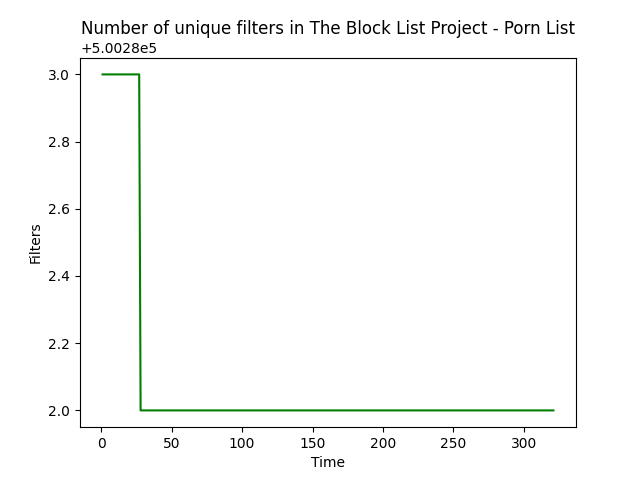 Number of unique filters in The Block List Project - Porn List
+5.0028e5
3.0
2.8
2.6
2.4
2.2
2.0
Filters
0 50 100 150 200 250 300
Time